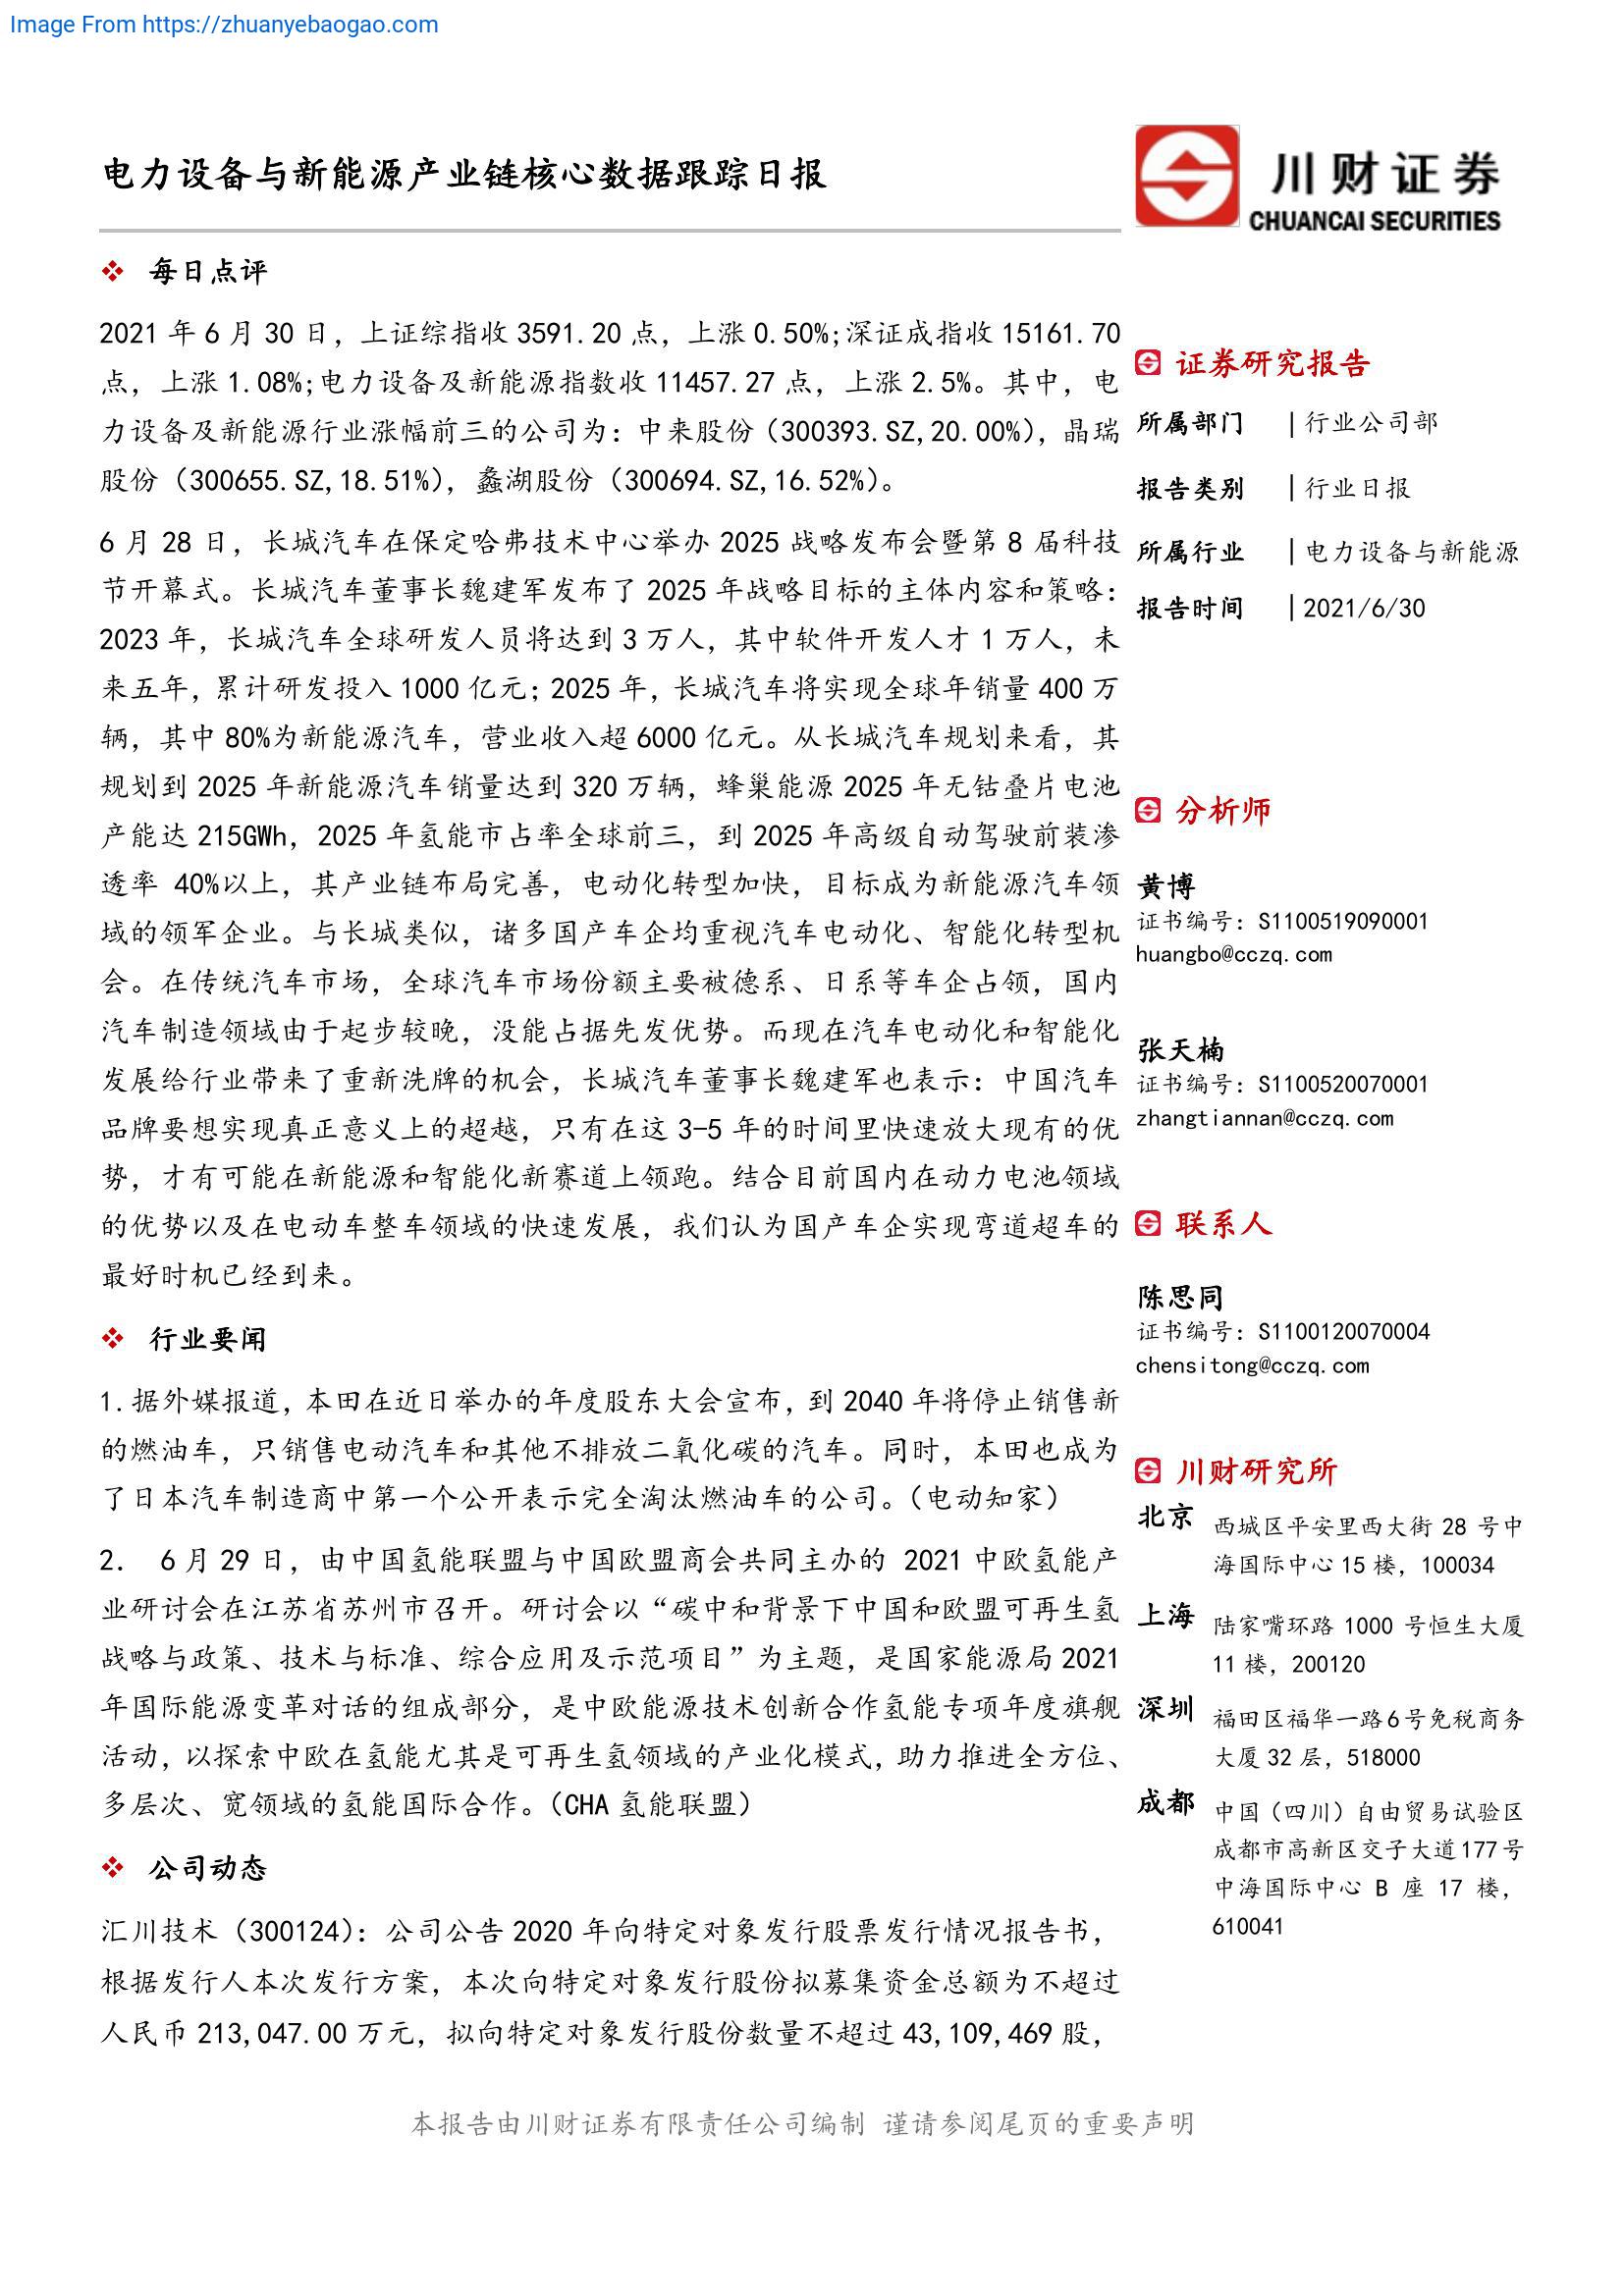 Image From https://zhuanyebaogao.com
电力设备与新能源产业链核心数据跟踪日报
川财证券
CHUANCAI SECURITIES
❖ 每日点评
2021 年 6 月 30 日，上证综指收 3591.20 点，上涨 0.50%;深证成指收 15161.70
点，上涨 1.08%;电力设备及新能源指数收 11457.27 点，上涨 2.5%。其中，电
力设备及新能源行业涨幅前三的公司为：中来股份（300393.SZ,20.00%），晶瑞
股份（300655.SZ,18.51%），蠡湖股份（300694.SZ,16.52%）。
6 月 28 日，长城汽车在保定哈弗技术中心举办 2025 战略发布会暨第 8 届科技
节开幕式。长城汽车董事长魏建军发布了 2025 年战略目标的主体内容和策略：
2023 年，长城汽车全球研发人员将达到 3 万人，其中软件开发人才 1 万人，未
来五年，累计研发投入 1000 亿元；2025 年，长城汽车将实现全球年销量 400 万
辆，其中 80%为新能源汽车，营业收入超 6000 亿元。从长城汽车规划来看，其
规划到 2025 年新能源汽车销量达到 320 万辆，蜂巢能源 2025 年无钴叠片电池
产能达 215GWh，2025 年氢能市占率全球前三，到 2025 年高级自动驾驶前装渗
透率 40%以上，其产业链布局完善，电动化转型加快，目标成为新能源汽车领
域的领军企业。与长城类似，诸多国产车企均重视汽车电动化、智能化转型机
会。在传统汽车市场，全球汽车市场份额主要被德系、日系等车企占领，国内
汽车制造领域由于起步较晚，没能占据先发优势。而现在汽车电动化和智能化
发展给行业带来了重新洗牌的机会，长城汽车董事长魏建军也表示：中国汽车
品牌要想实现真正意义上的超越，只有在这 3-5 年的时间里快速放大现有的优
势，才有可能在新能源和智能化新赛道上领跑。结合目前国内在动力电池领域
的优势以及在电动车整车领域的快速发展，我们认为国产车企实现弯道超车的
最好时机已经到来。
❖ 行业要闻
1.据外媒报道，本田在近日举办的年度股东大会宣布，到 2040 年将停止销售新
的燃油车，只销售电动汽车和其他不排放二氧化碳的汽车。同时，本田也成为
了日本汽车制造商中第一个公开表示完全淘汰燃油车的公司。（电动知家）
2. 6 月 29 日，由中国氢能联盟与中国欧盟商会共同主办的 2021 中欧氢能产
业研讨会在江苏省苏州市召开。研讨会以“碳中和背景下中国和欧盟可再生氢
战略与政策、技术与标准、综合应用及示范项目”为主题，是国家能源局 2021
年国际能源变革对话的组成部分，是中欧能源技术创新合作氢能专项年度旗舰
活动，以探索中欧在氢能尤其是可再生氢领域的产业化模式，助力推进全方位、
多层次、宽领域的氢能国际合作。（CHA 氢能联盟）
❖ 公司动态
汇川技术（300124）：公司公告 2020 年向特定对象发行股票发行情况报告书，
根据发行人本次发行方案，本次向特定对象发行股份拟募集资金总额为不超过
人民币 213,047.00 万元，拟向特定对象发行股份数量不超过 43,109,469 股，
证券研究报告
所属部门 | 行业公司部
报告类别 | 行业日报
所属行业 | 电力设备与新能源
报告时间 | 2021/6/30
分析师
黄博
证书编号：S1100519090001
huangbo@cczq.com
张天楠
证书编号：S1100520070001
zhangtiannan@cczq.com
联系人
陈思同
证书编号：S1100120070004
chensitong@cczq.com
川财研究所
北京 西城区平安里西大街 28 号中
海国际中心 15 楼，100034
上海 陆家嘴环路 1000 号恒生大厦
11 楼，200120
深圳 福田区福华一路 6 号免税商务
大厦 32 层，518000
成都 中国（四川）自由贸易试验区
成都市高新区交子大道 177 号
中海国际中心 B 座 17 楼，
610041
本报告由川财证券有限责任公司编制 谨请参阅尾页的重要声明